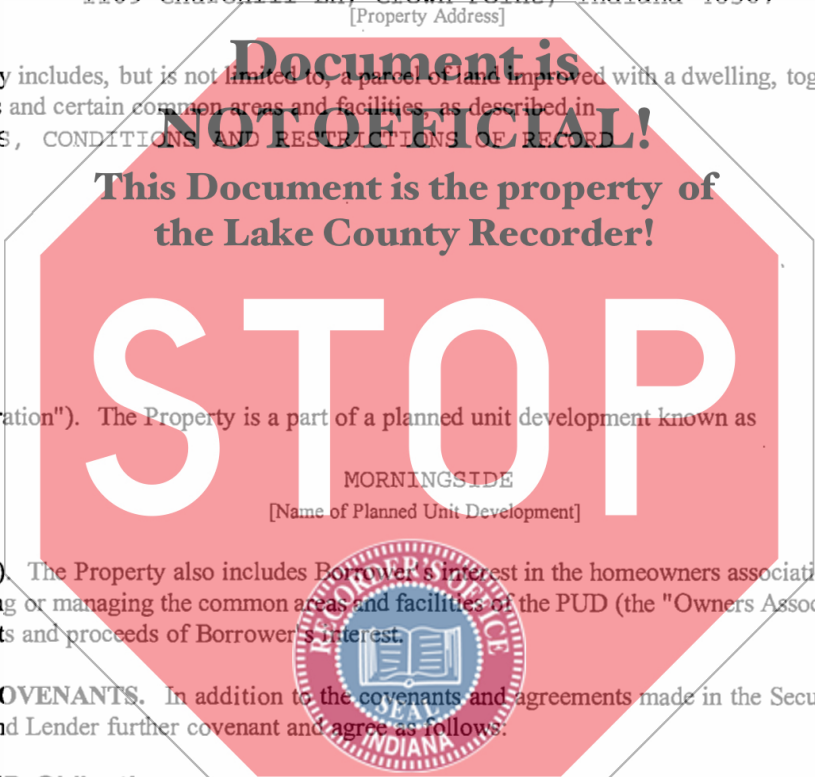 [Property Address]
Document is
y includes, but is not limited to, a parcel of land improved with a dwelling, tog
and certain common areas and facilities, as described in
NOT OFFICIAL!
S, CONDITIONS AND RESTRICTIONS OF RECORD
This Document is the property of
the Lake County Recorder!
STOP
ration"). The Property is a part of a planned unit development known as
MORNINGSIDE
[Name of Planned Unit Development]
). The Property also includes Borrower's interest in the homeowners associati
g or managing the common areas and facilities of the PUD (the "Owners Assoc
ts and proceeds of Borrower's interest.
RECORDER'S OFFICE
SEAL
INDIANA
OVENANTS. In addition to the covenants and agreements made in the Secu
nd Lender further covenant and agree as follows: